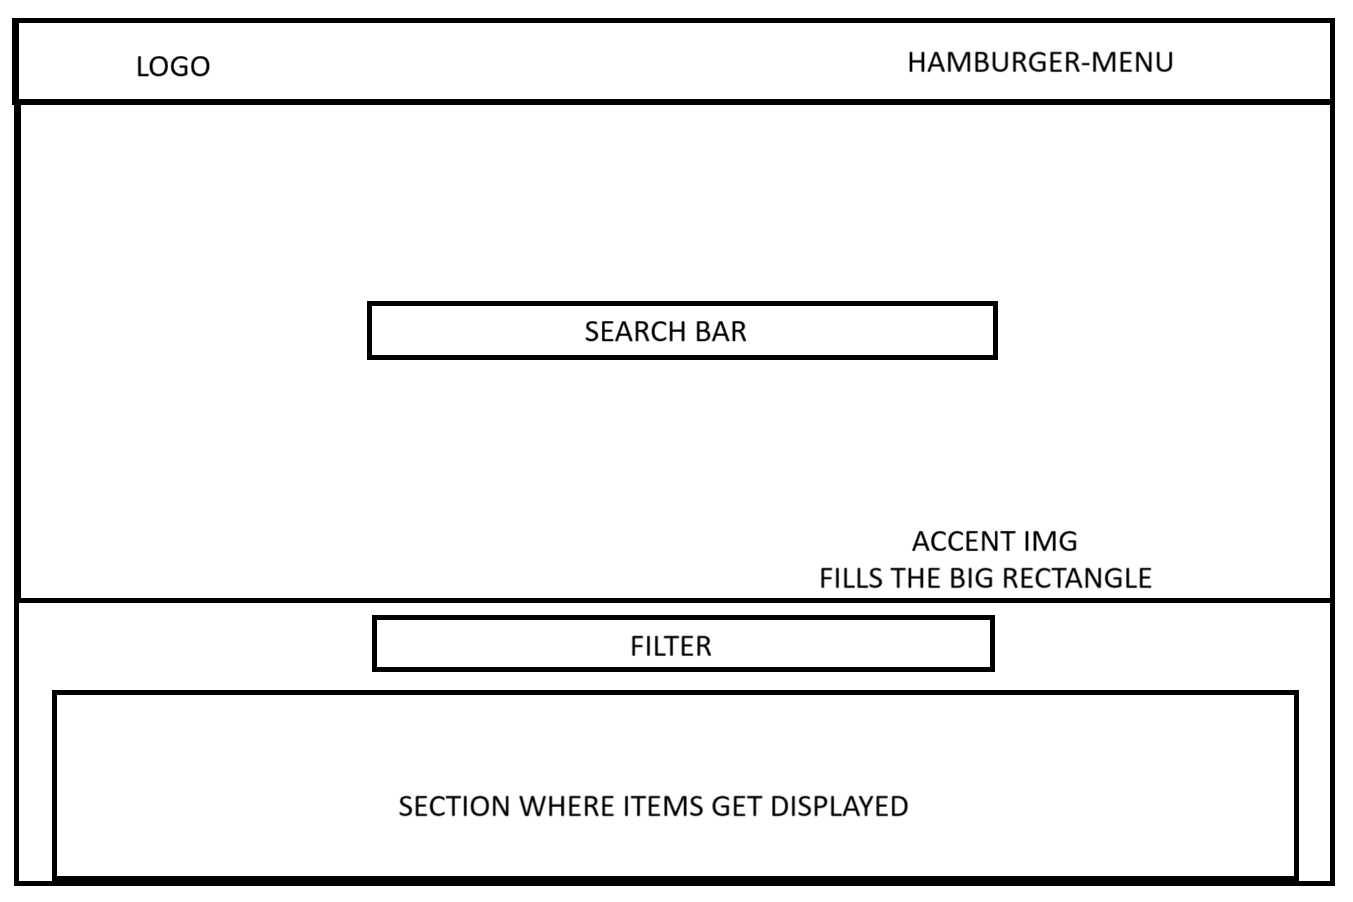 LOGO
HAMBURGER-MENU
SEARCH BAR
ACCENT IMG
FILLS THE BIG RECTANGLE
FILTER
SECTION WHERE ITEMS GET DISPLAYED